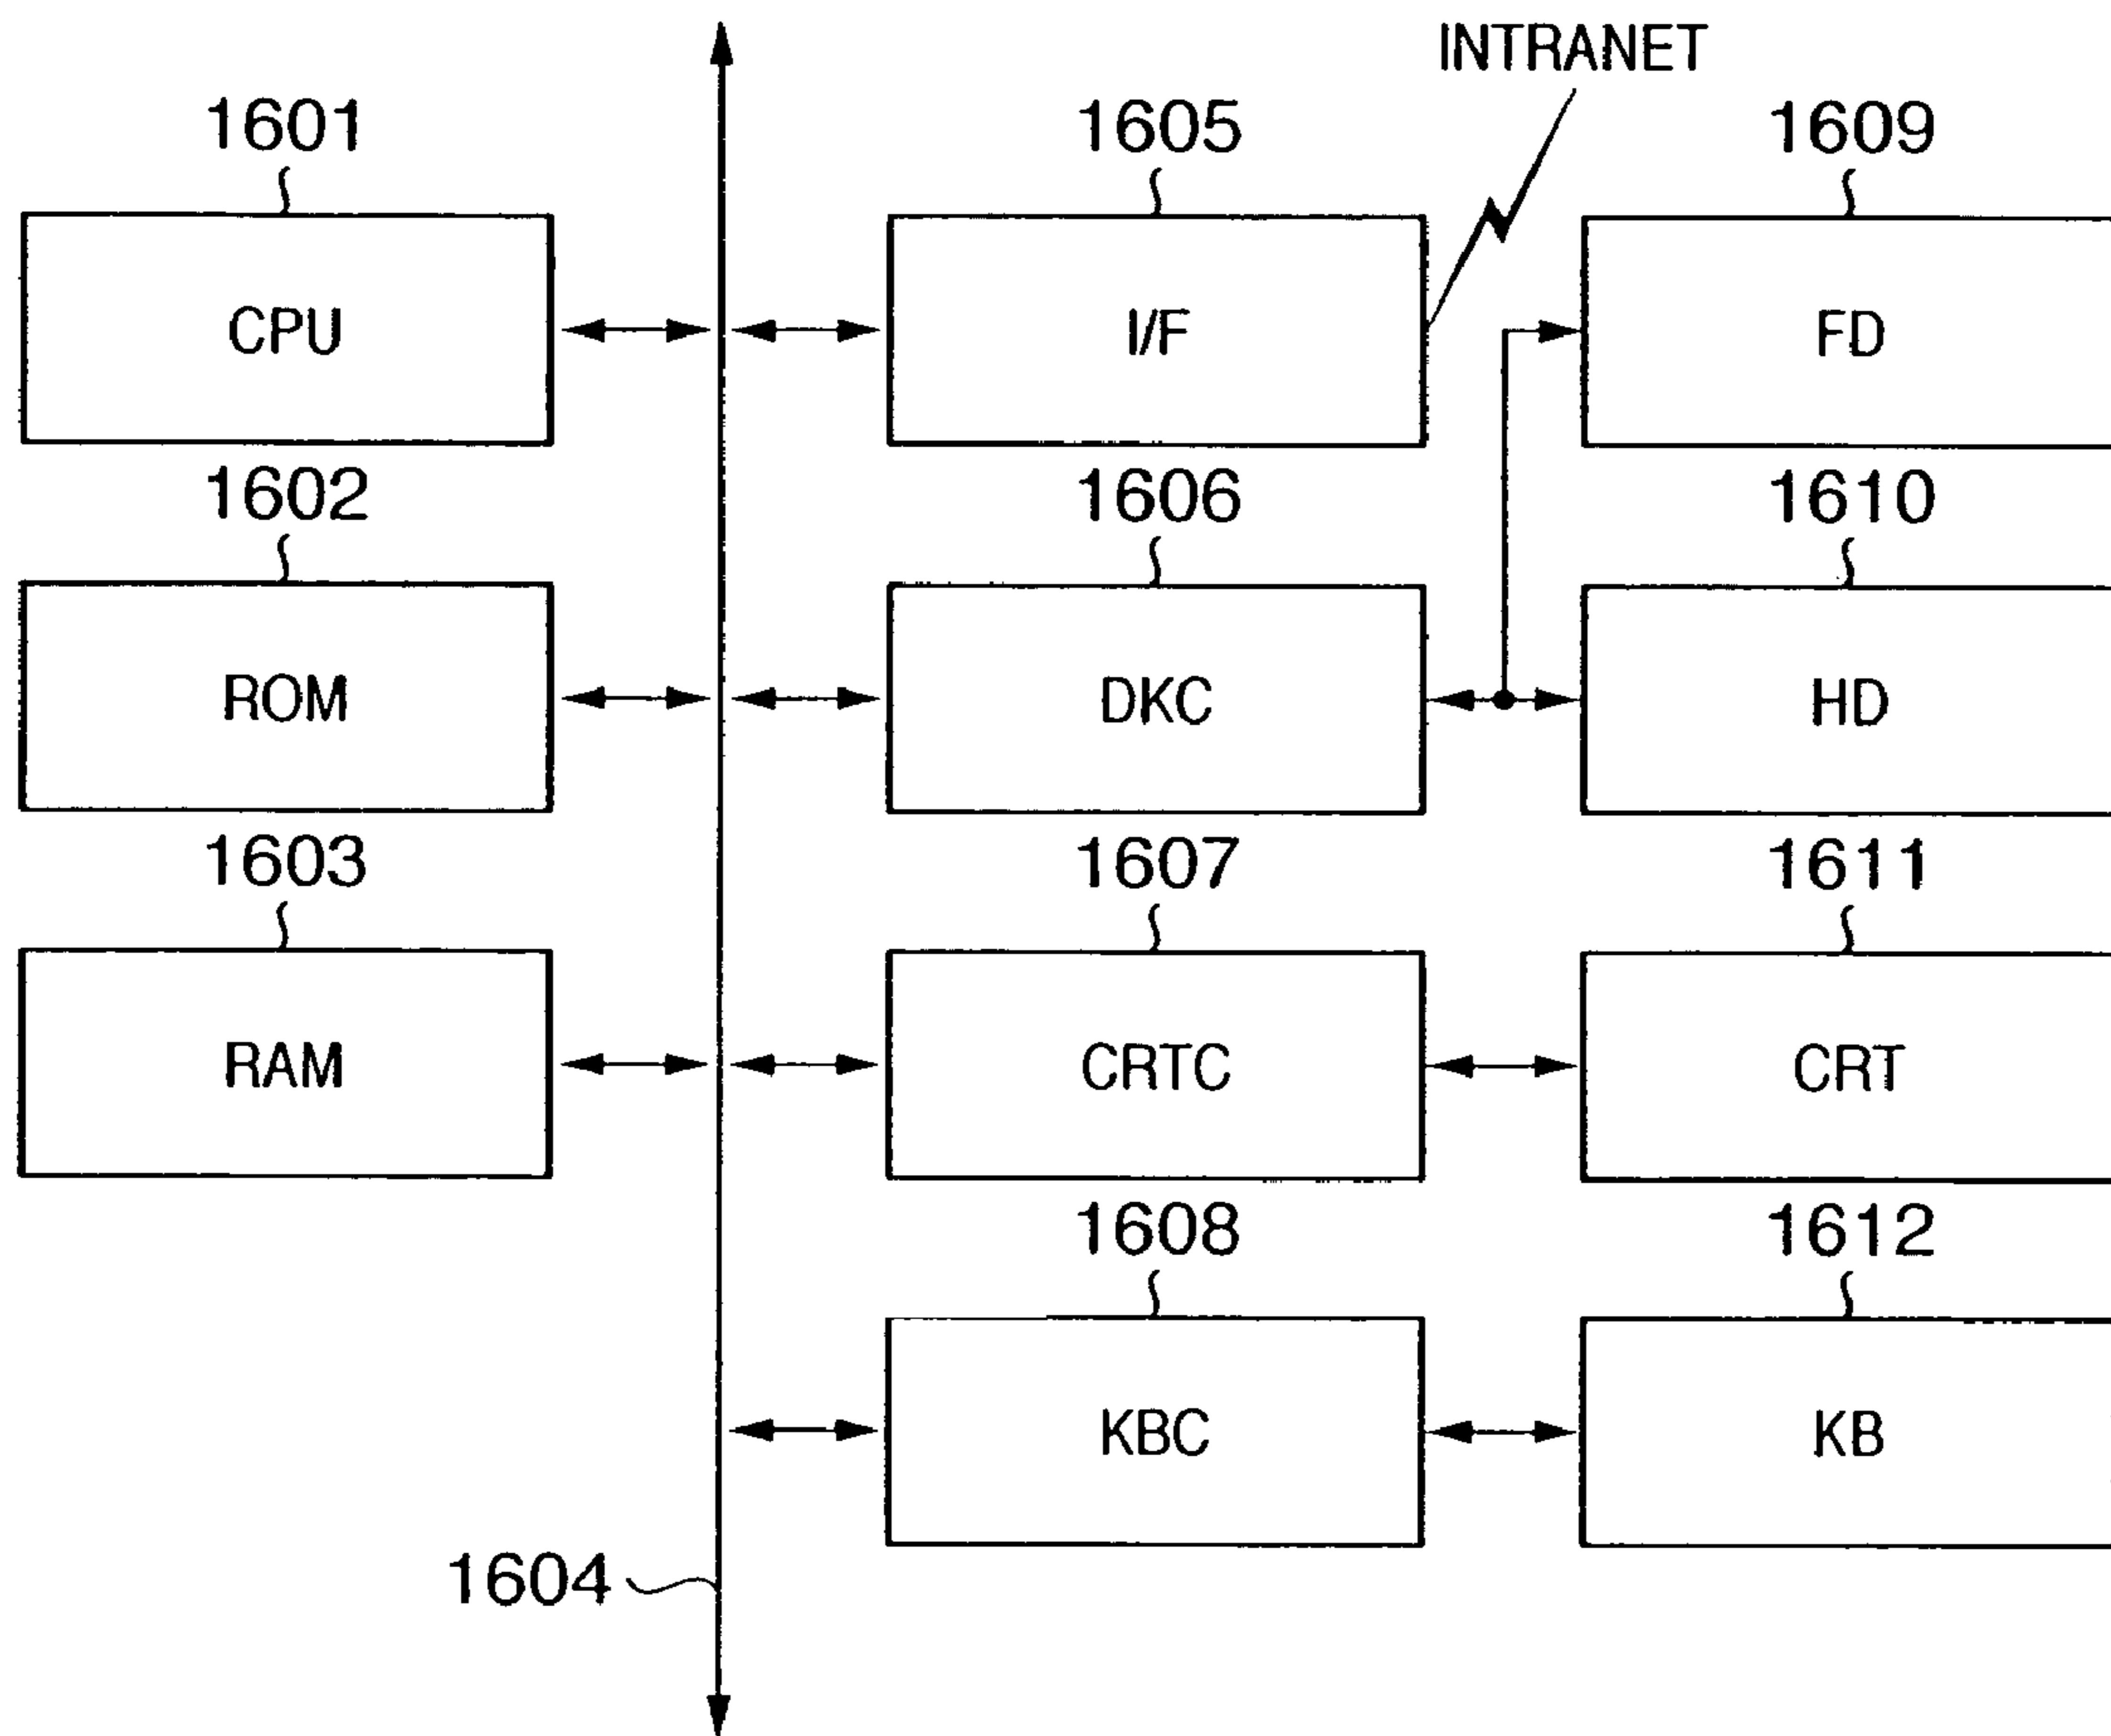 INTRANET
1601
1605
1609
CPU
I/F
FD
1602
1606
1610
ROM
DKC
HD
1603
1607
1611
RAM
CRTC
CRT
1608
1612
KBC
KB
1604